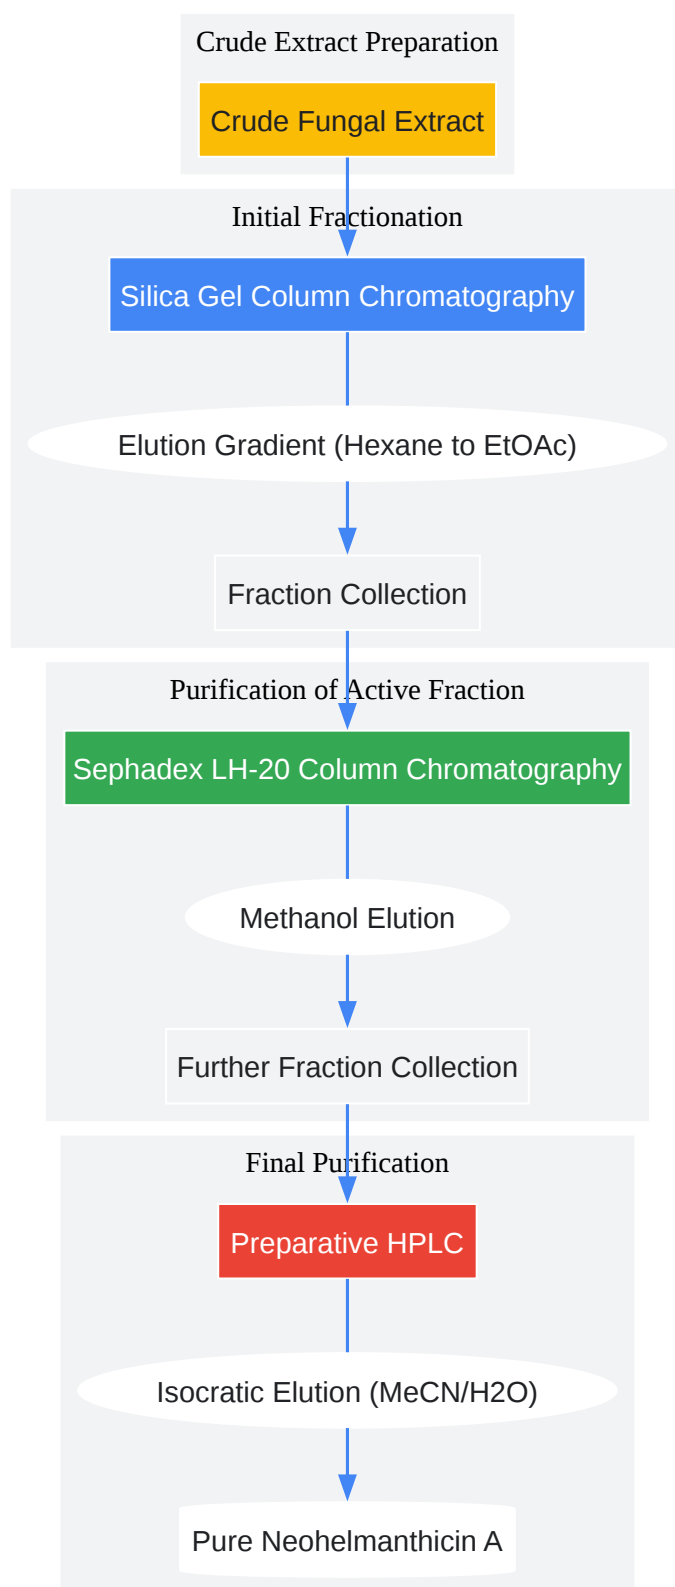 Crude Extract Preparation
Crude Fungal Extract
Initial Fractionation
Silica Gel Column Chromatography
Elution Gradient (Hexane to EtOAc)
Fraction Collection
Purification of Active Fraction
Sephadex LH-20 Column Chromatography
Methanol Elution
Further Fraction Collection
Final Purification
Preparative HPLC
Isocratic Elution (MeCN/H2O)
Pure Neohelmanthicin A